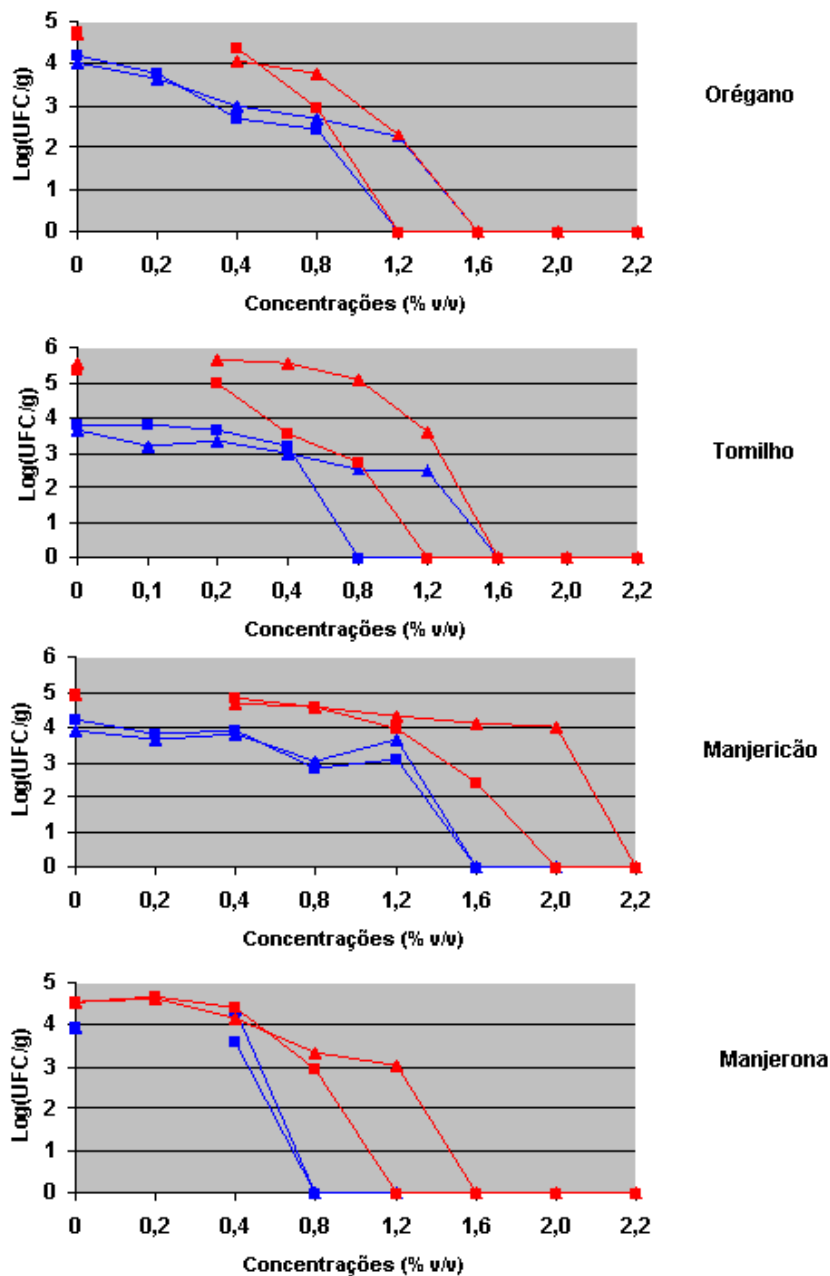 5
4
3
2
1
0
Log(UFC/g)
0 0,2 0,4 0,8 1,2 1,6 2,0 2,2
Concentrações (% v/v)
Orégano
6
5
4
3
2
1
0
Log(UFC/g)
0 0,1 0,2 0,4 0,8 1,2 1,6 2,0 2,2
Concentrações (% v/v)
Tomilho
6
5
4
3
2
1
0
Log(UFC/g)
0 0,2 0,4 0,8 1,2 1,6 2,0 2,2
Concentrações (% v/v)
Manjericão
5
4
3
2
1
0
Log(UFC/g)
0 0,2 0,4 0,8 1,2 1,6 2,0 2,2
Concentrações (% v/v)
Manjerona